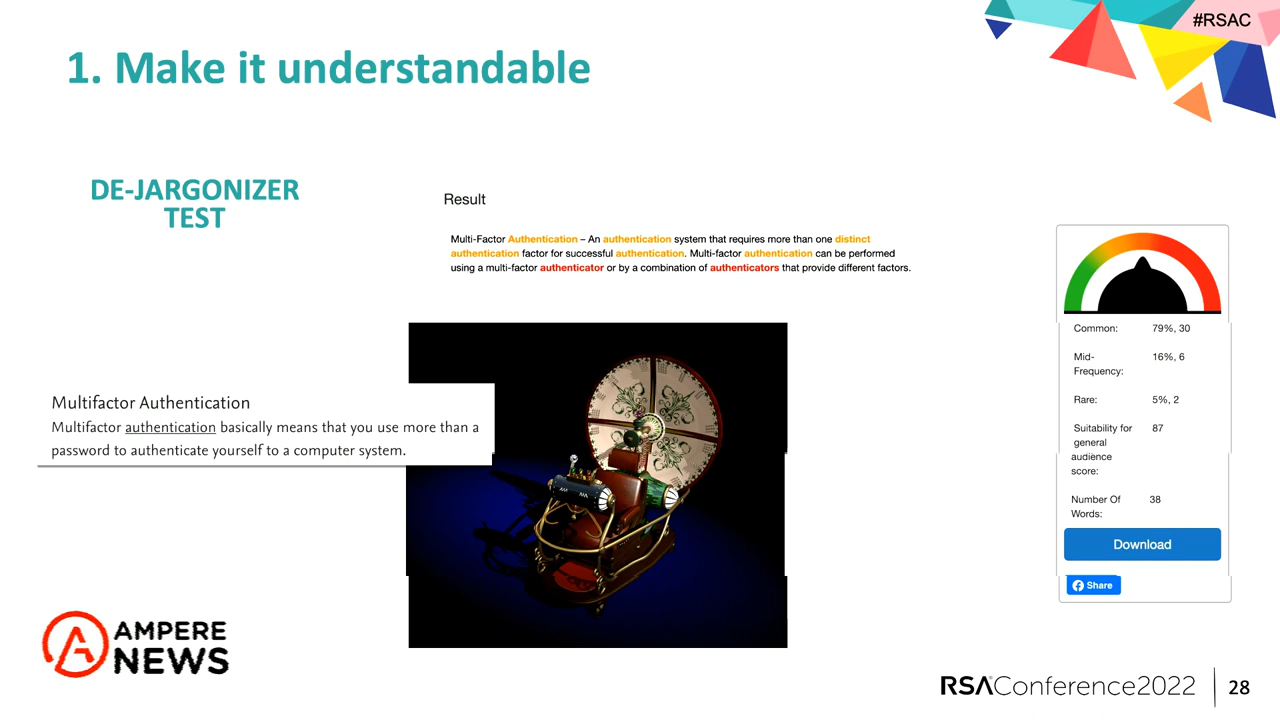 #RSAC
1. Make it understandable
DE-JARGONIZER
TEST
Result
Multi-Factor Authentication – An authentication system that requires more than one distinct
authentication factor for successful authentication. Multi-factor authentication can be performed
using a multi-factor authenticator or by a combination of authenticators that provide different factors.
Multifactor Authentication
Multifactor authentication basically means that you use more than a
password to authenticate yourself to a computer system.
Common: 79%, 30
Mid- 16%, 6
Frequency:
Rare: 5%, 2
Suitability for 87
general
audience
score:
Number Of 38
Words:
Download
Share
AMPERE
NEWS
RSAConference2022
28